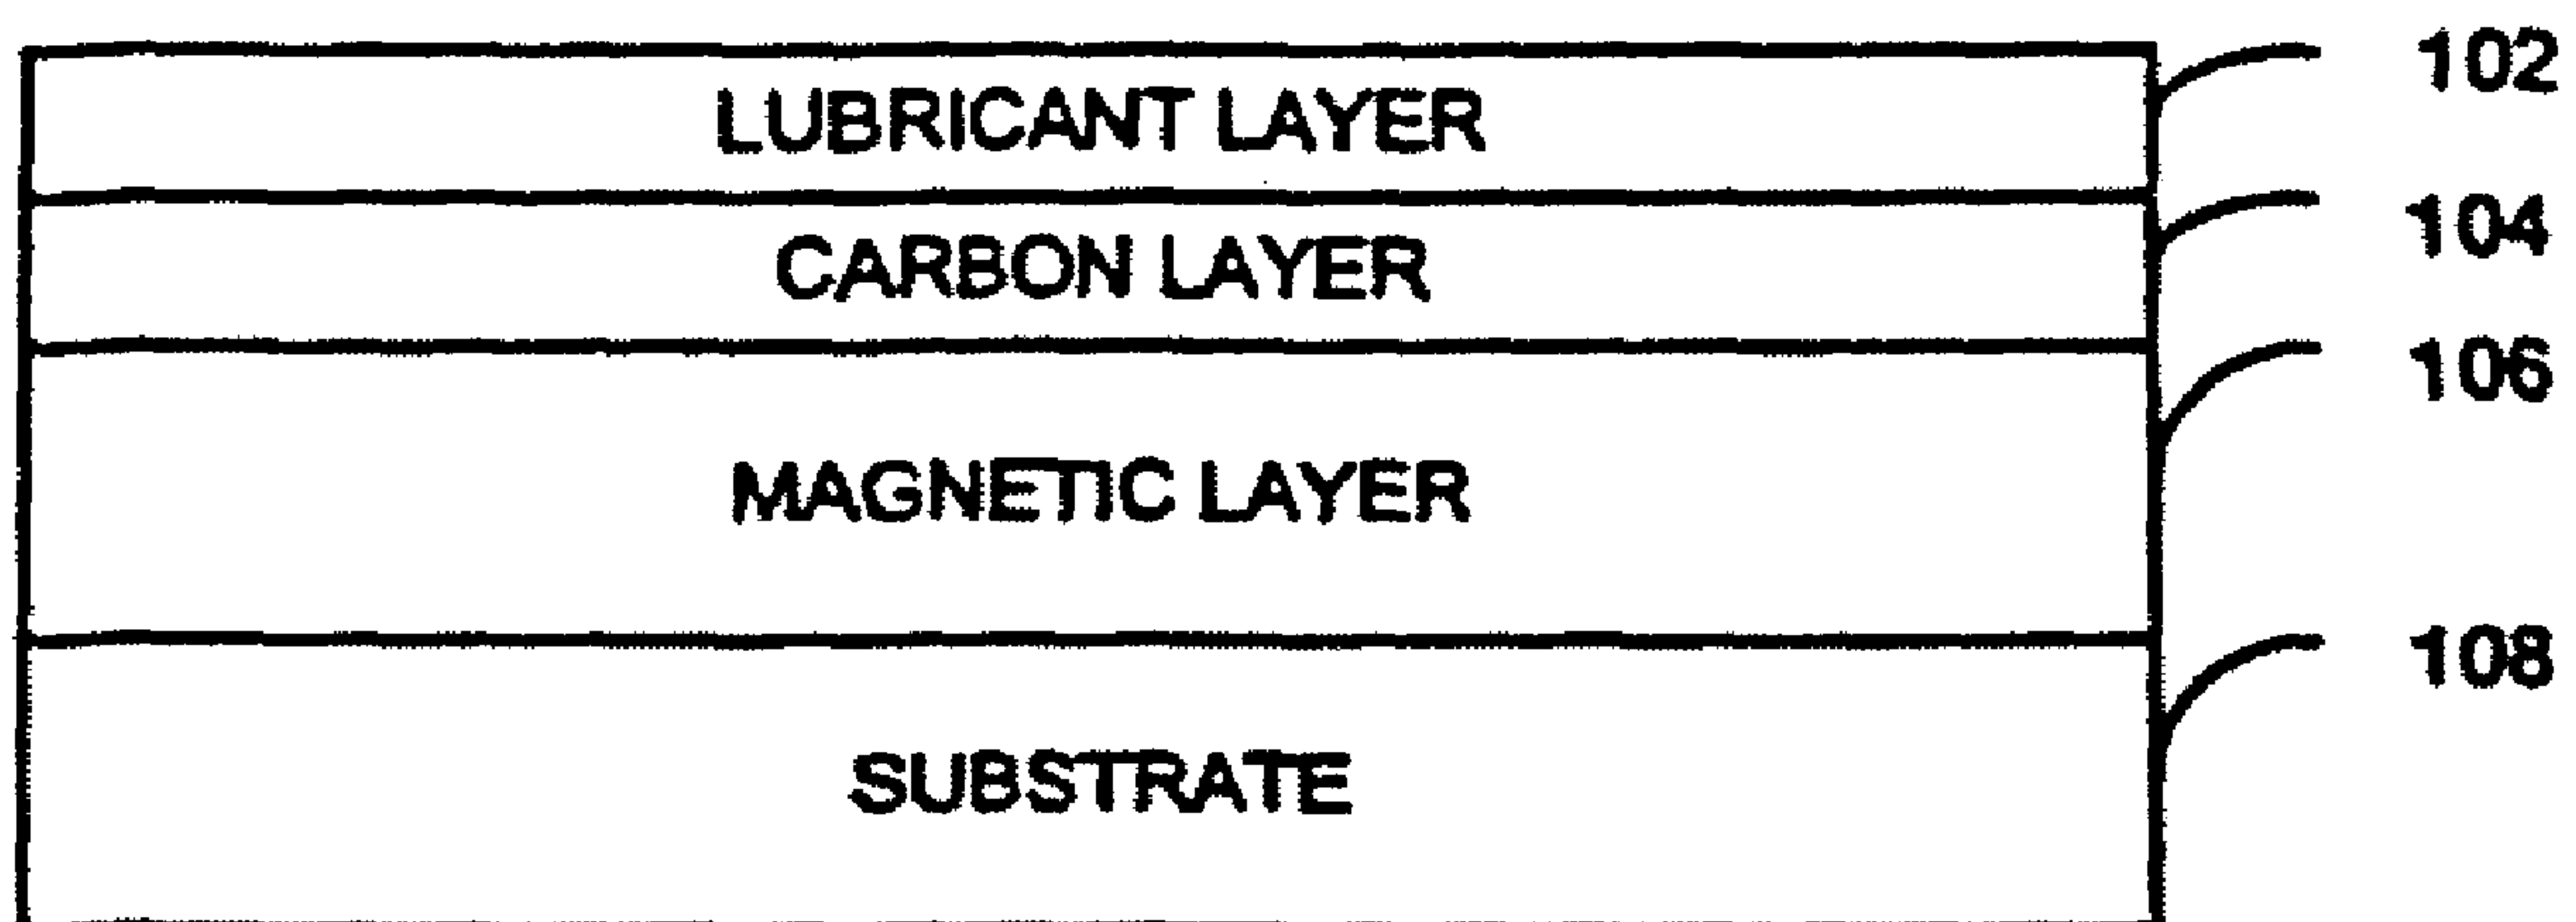 LUBRICANT LAYER 102
CARBON LAYER 104
MAGNETIC LAYER 106
SUBSTRATE 108